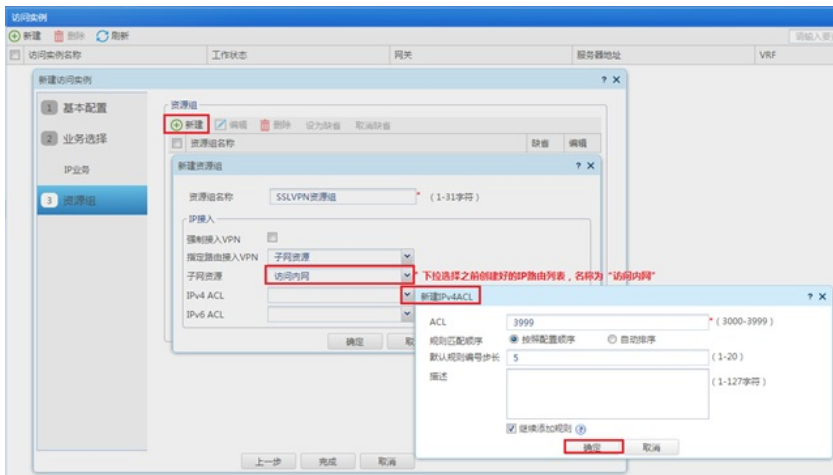 访问实例
新建 删除 刷新
访问实例名称 工作状态 网关 服务器地址 VRF
新建访问实例 ? X
1 基本配置
2 业务选择
IP业务
3 资源组
资源组
新建 编辑 删除 设为缺省 取消缺省
资源组名称 缺省 编辑
新建资源组 ? X
资源组名称 SSLVPN资源组 * (1-31字符)
IP接入
强制接入VPN
指定路由接入VPN 子网资源
子网资源 访问内网 * 下拉选择之前创建好的IP路由列表，名称为“访问内网”
IPv4 ACL
IPv6 ACL
确定
新建IPv4ACL ? X
ACL 3999 * (3000-3999)
规则匹配顺序 按照配置顺序 自动排序
默认规则编号步长 5 (1-20)
描述 (1-127字符)
继续添加规则 ?
确定 取消
上一步 完成 取消